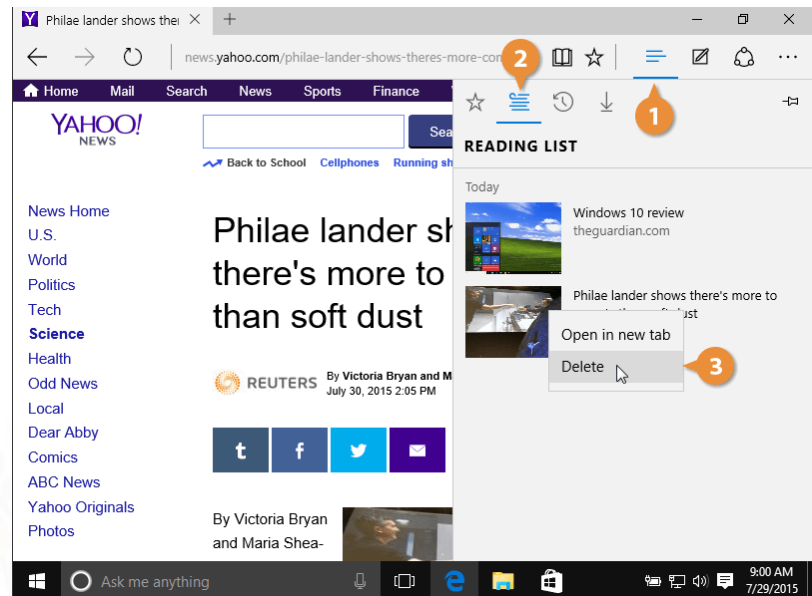 Philae lander shows ther
news.yahoo.com/philae-lander-shows-theres-more-con
2
1
Home Mail Search News Sports Finance
YAHOO!
NEWS
Sea
Back to School Cellphones Running sh
READING LIST
Today
Windows 10 review
theguardian.com
Philae lander shows there's more to
Open in new tab
Delete
3
News Home
U.S.
World
Politics
Tech
Science
Health
Odd News
Local
Dear Abby
Comics
ABC News
Yahoo Originals
Photos
Philae lander sh
there's more to
than soft dust
REUTERS
By Victoria Bryan and M
July 30, 2015 2:05 PM
By Victoria Bryan
and Maria Shea-
Ask me anything
9:00 AM
7/29/2015